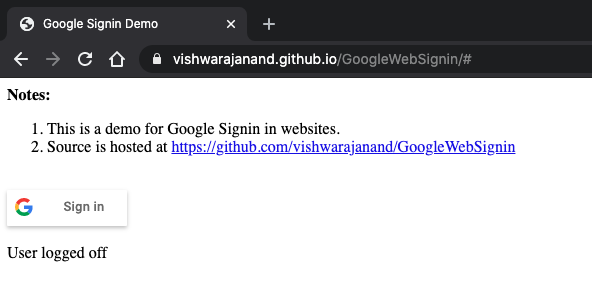 Google Signin Demo
vishwarajanand.github.io/GoogleWebSignin/#
Notes:
1. This is a demo for Google Signin in websites.
2. Source is hosted at https://github.com/vishwarajanand/GoogleWebSignin
Sign in
User logged off